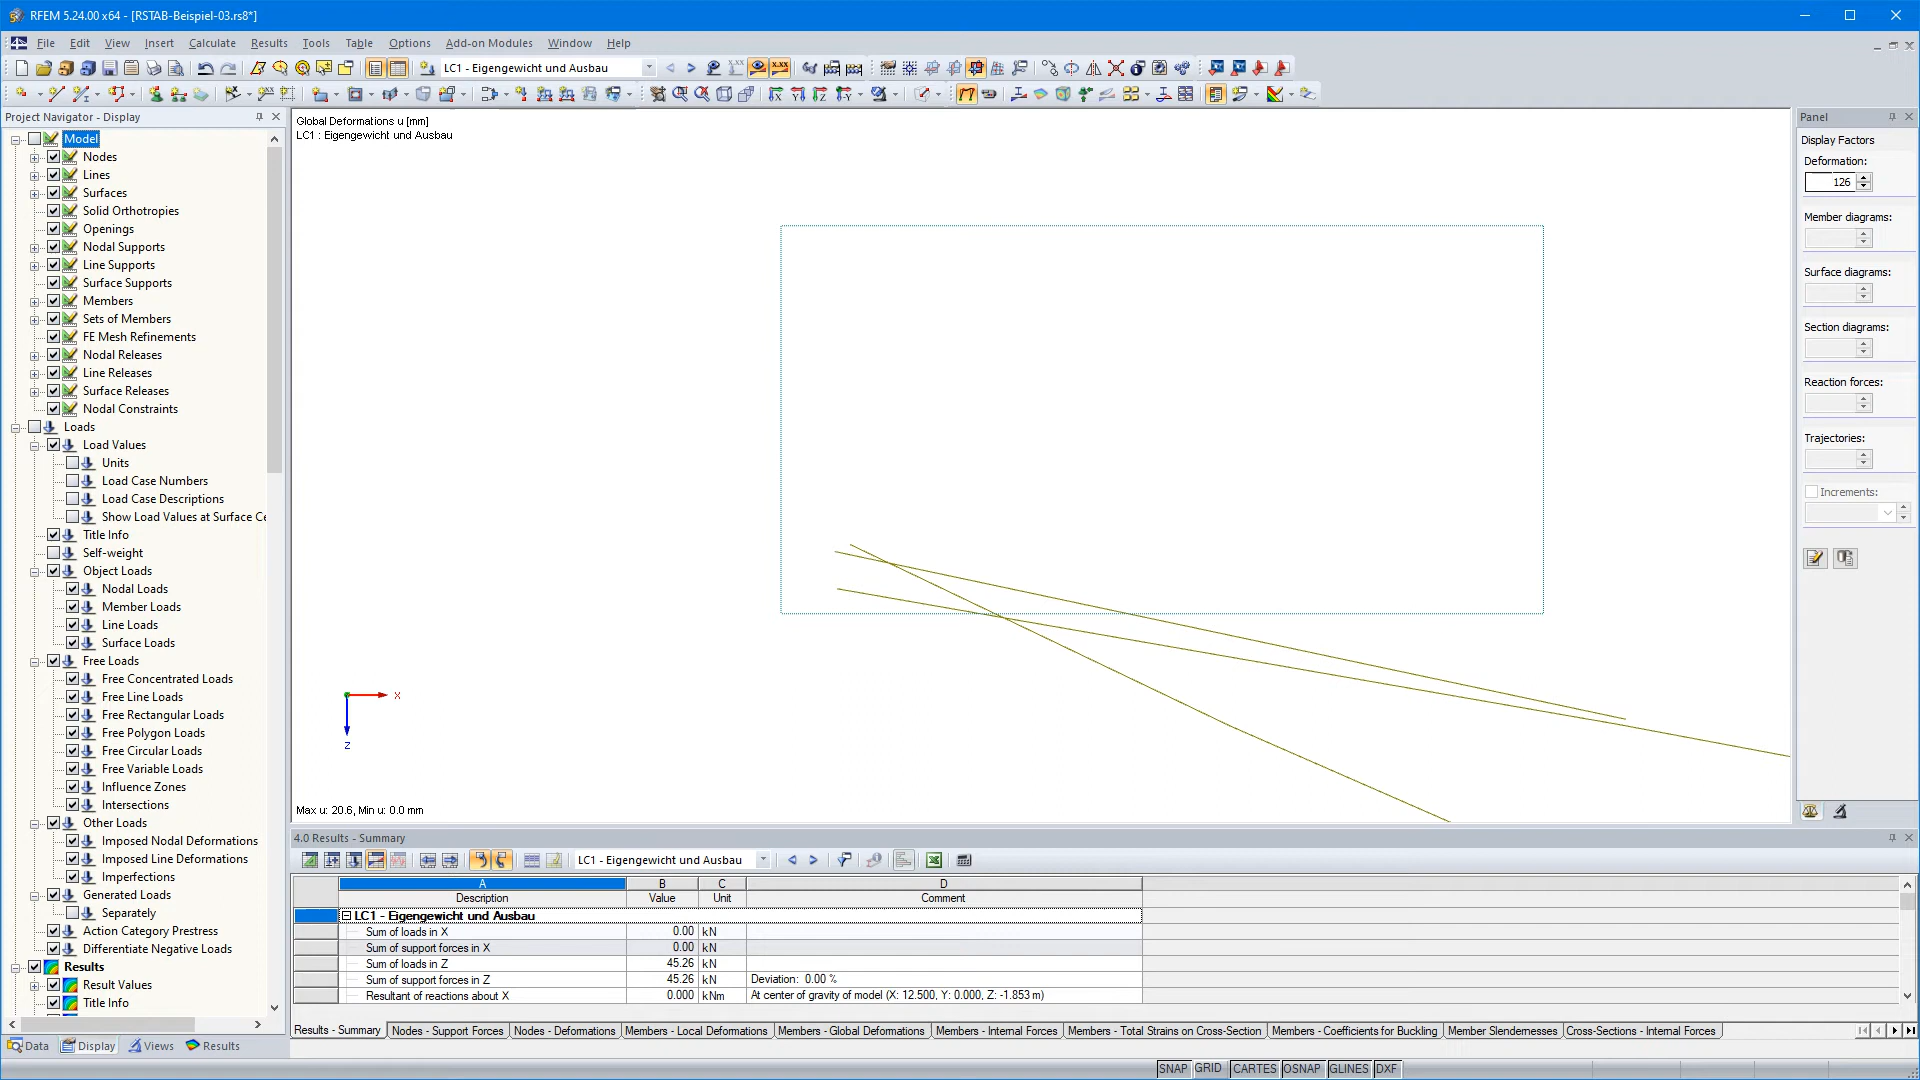 RFEM 5.24.00 x64 - [RSTAB-Beispiel-03.rs8*]
File Edit View Insert Calculate Results Tools Table Options Add-on Modules Window Help
LC1 - Eigengewicht und Ausbau
Project Navigator - Display
Model
Nodes
Lines
Surfaces
Solid Orthotropies
Openings
Nodal Supports
Line Supports
Surface Supports
Members
Sets of Members
FE Mesh Refinements
Nodal Releases
Line Releases
Surface Releases
Nodal Constraints
Loads
Load Values
Units
Load Case Numbers
Load Case Descriptions
Show Load Values at Surface Ce
Title Info
Self-weight
Object Loads
Nodal Loads
Member Loads
Line Loads
Surface Loads
Free Loads
Free Concentrated Loads
Free Line Loads
Free Rectangular Loads
Free Polygon Loads
Free Circular Loads
Free Variable Loads
Influence Zones
Intersections
Other Loads
Imposed Nodal Deformations
Imposed Line Deformations
Imperfections
Generated Loads
Separately
Action Category Prestress
Differentiate Negative Loads
Results
Result Values
Title Info
Data Display Views Results
Global Deformations u [mm]
LC1 : Eigengewicht und Ausbau
X
Z
Max u: 20.6, Min u: 0.0 mm
Panel
Display Factors
Deformation:
126
Member diagrams:
Surface diagrams:
Section diagrams:
Reaction forces:
Trajectories:
Increments:
4.0 Results - Summary
LC1 - Eigengewicht und Ausbau
A B C D
Description Value Unit Comment
LC1 - Eigengewicht und Ausbau
Sum of loads in X 0.00 kN
Sum of support forces in X 0.00 kN
Sum of loads in Z 45.26 kN
Sum of support forces in Z 45.26 kN Deviation: 0.00 %
Resultant of reactions about X 0.000 kNm At center of gravity of model (X: 12.500, Y: 0.000, Z: -1.853 m)
Results - Summary Nodes - Support Forces Nodes - Deformations Members - Local Deformations Members - Global Deformations Members - Internal Forces Members - Total Strains on Cross-Section Members - Coefficients for Buckling Member Slendernesses Cross-Sections - Internal Forces
SNAP GRID CARTES OSNAP GLINES DXF